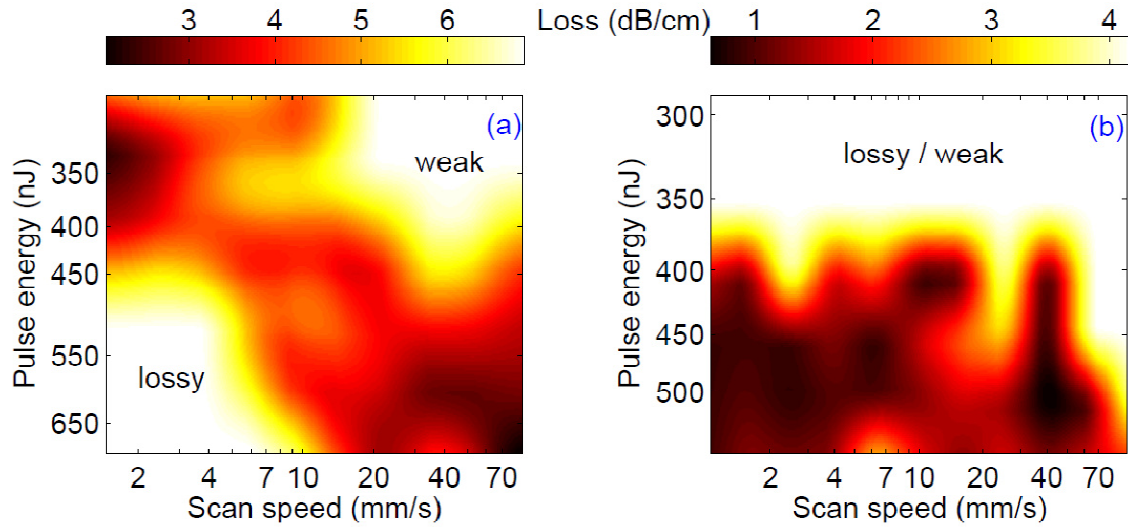 3 4 5 6 Loss (dB/cm) 1 2 3 4
(a)
weak
lossy
Pulse energy (nJ)
350
400
450
550
650
2 4 7 10 20 40 70
Scan speed (mm/s)
(b)
lossy / weak
Pulse energy (nJ)
300
350
400
450
500
2 4 7 10 20 40 70
Scan speed (mm/s)